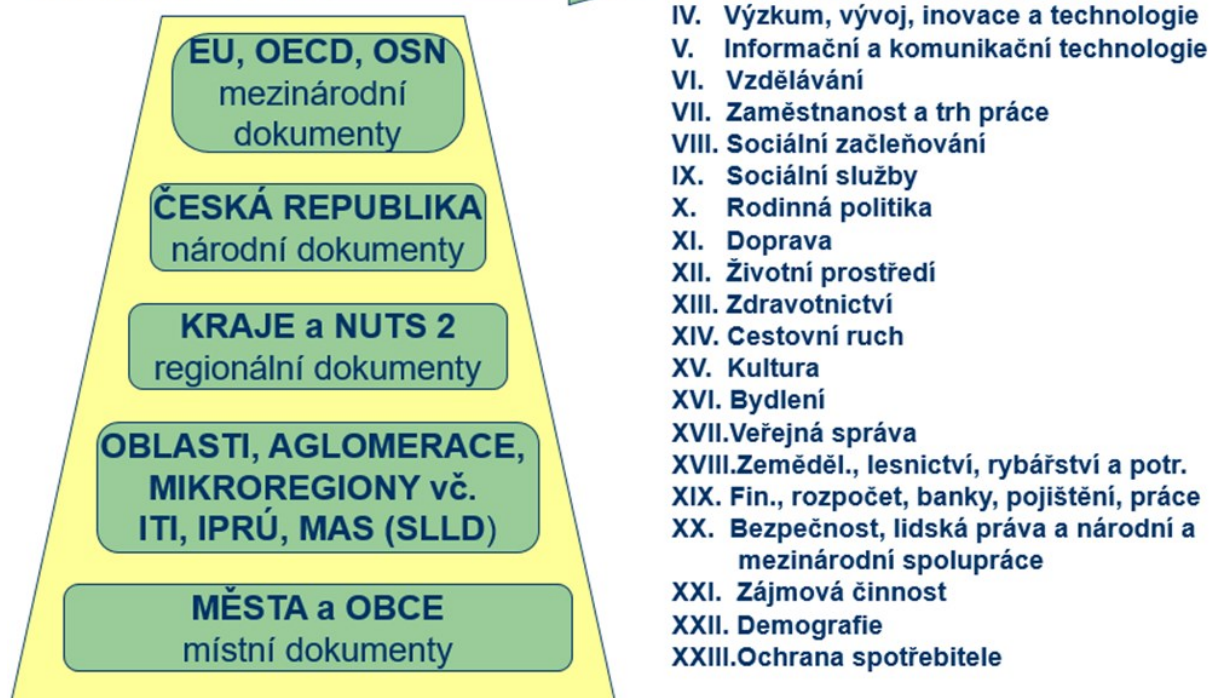 EU, OECD, OSN
mezinárodní
dokumenty
ČESKÁ REPUBLIKA
národní dokumenty
KRAJE a NUTS 2
regionální dokumenty
OBLASTI, AGLOMERACE,
MIKROREGIONY vč.
ITI, IPRÚ, MAS (SLLD)
MĚSTA a OBCE
místní dokumenty
IV. Výzkum, vývoj, inovace a technologie
V. Informační a komunikační technologie
VI. Vzdělávání
VII. Zaměstnanost a trh práce
VIII. Sociální začleňování
IX. Sociální služby
X. Rodinná politika
XI. Doprava
XII. Životní prostředí
XIII. Zdravotnictví
XIV. Cestovní ruch
XV. Kultura
XVI. Bydlení
XVII.Veřejná správa
XVIII.Zeměděl., lesnictví, rybářství a potr.
XIX. Fin., rozpočet, banky, pojištění, práce
XX. Bezpečnost, lidská práva a národní a
mezinárodní spolupráce
XXI. Zájmová činnost
XXII. Demografie
XXIII.Ochrana spotřebitele